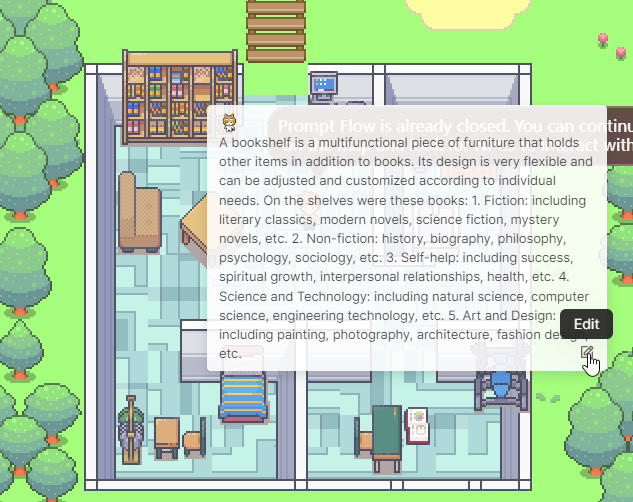 Prompt Flow is already closed. You can continu
act with
A bookshelf is a multifunctional piece of furniture that holds
other items in addition to books. Its design is very flexible and
can be adjusted and customized according to individual
needs. On the shelves were these books: 1. Fiction: including
literary classics, modern novels, science fiction, mystery
novels, etc. 2. Non-fiction: history, biography, philosophy,
psychology, sociology, etc. 3. Self-help: including success,
spiritual growth, interpersonal relationships, health, etc. 4.
Science and Technology: including natural science, computer
science, engineering technology, etc. 5. Art and Design:
including painting, photography, architecture, fashion design,
etc.
Edit